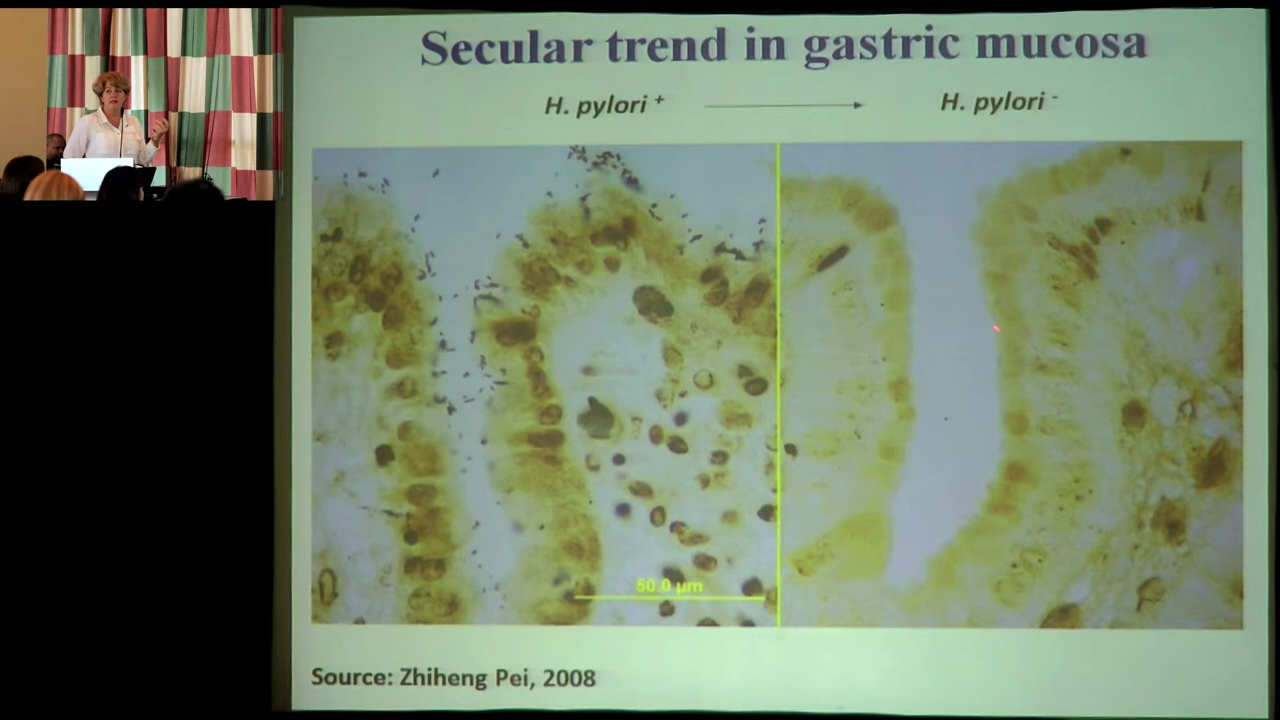 Secular trend in gastric mucosa
H. pylori + H. pylori -
50.0 µm
Source: Zhiheng Pei, 2008